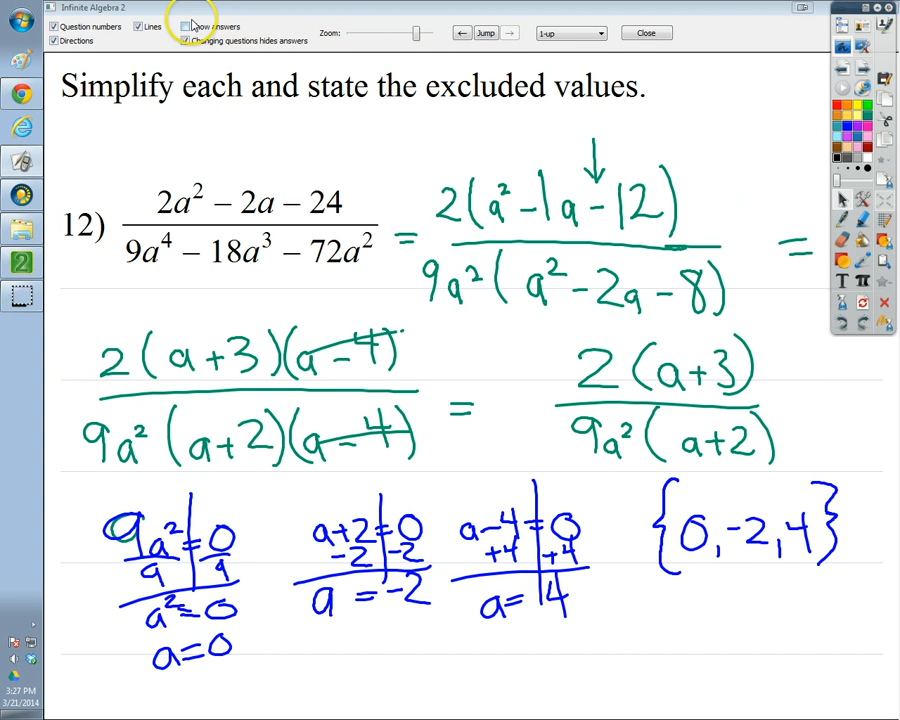 Infinite Algebra 2
Question numbers Lines Show answers
Directions Changing questions hides answers
Zoom: Jump 1-up Close
Simplify each and state the excluded values.
12) (2a² − 2a − 24)/(9a⁴ − 18a³ − 72a²) = 2(a² − 1a − 12)/9a²(a² − 2a − 8) =
2(a+3)(a−4)/9a²(a+2)(a−4) = 2(a+3)/9a²(a+2)
9a² = 0 a+2 = 0 a−4 = 0 {0, −2, 4}
9 9 −2 −2 +4 +4
a² = 0 a = −2 a = 4
a = 0
3:27 PM
3/21/2014